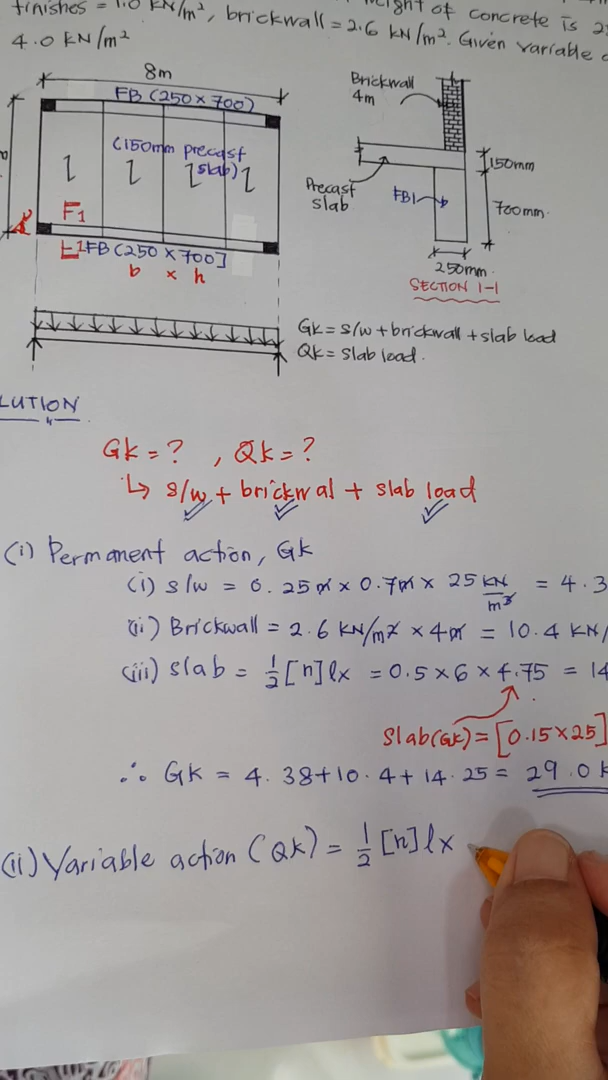 finishes = 1.0 KN/m², brickwall = 2.6 KN/m². Given variable
of concrete is
4.0 KN/m²
8m
FB (250 x 700)
(150mm precast
slab)
F1
FB (250 x 700]
b x h
Brickwall
4m
Precast
slab
FB1
150mm
700mm.
250mm.
SECTION 1-1
Gk = s/w + brickwall + slab load
Qk = slab load.
LUTION
Gk = ? , Qk = ?
↳ s/w + brickwal + slab load
(i) Permanent action, Gk
(i) s/w = 0.25m x 0.7m x 25 KN/m³ = 4.3
(ii) Brickwall = 2.6 KN/m² x 4m = 10.4 KN/
(iii) slab = ½ [n] lx = 0.5 x 6 x 4.75 = 14
Slab(Gk) = [0.15x25]
∴ Gk = 4.38+10.4+14.25 = 29.0 K
(ii) Variable action (Qk) = ½ [n] lx